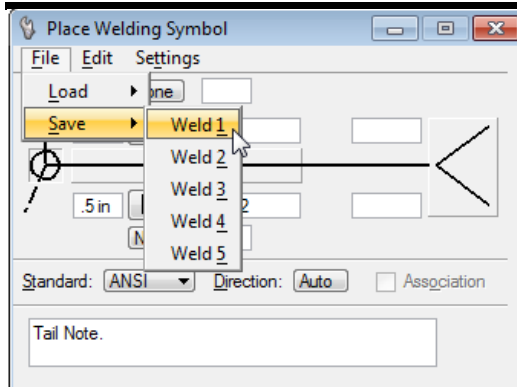 Place Welding Symbol
File Edit Settings
Load
Save
Weld 1
Weld 2
Weld 3
Weld 4
Weld 5
.5 in
2
Standard: ANSI Direction: Auto Association
Tail Note.